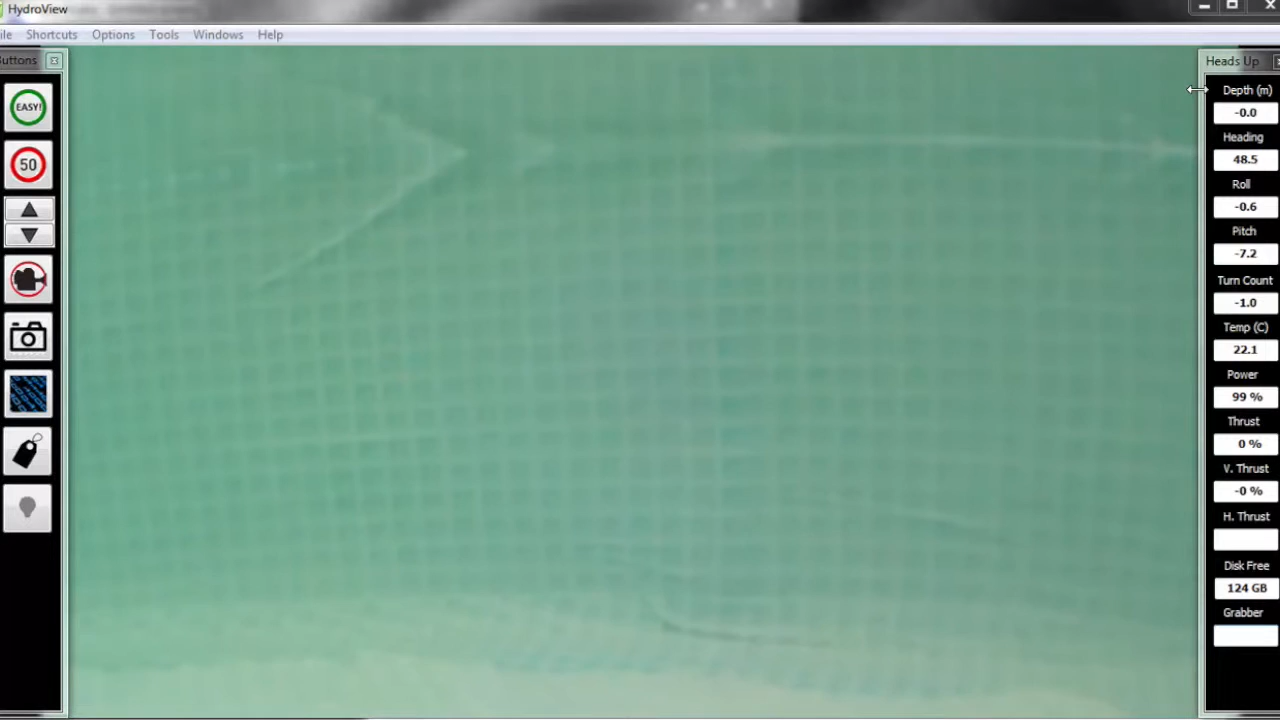 HydroView
ile Shortcuts Options Tools Windows Help
uttons
EASY!
50
Heads Up
Depth (m)
-0.0
Heading
48.5
Roll
-0.6
Pitch
-7.2
Turn Count
-1.0
Temp (C)
22.1
Power
99 %
Thrust
0 %
V. Thrust
-0 %
H. Thrust
Disk Free
124 GB
Grabber